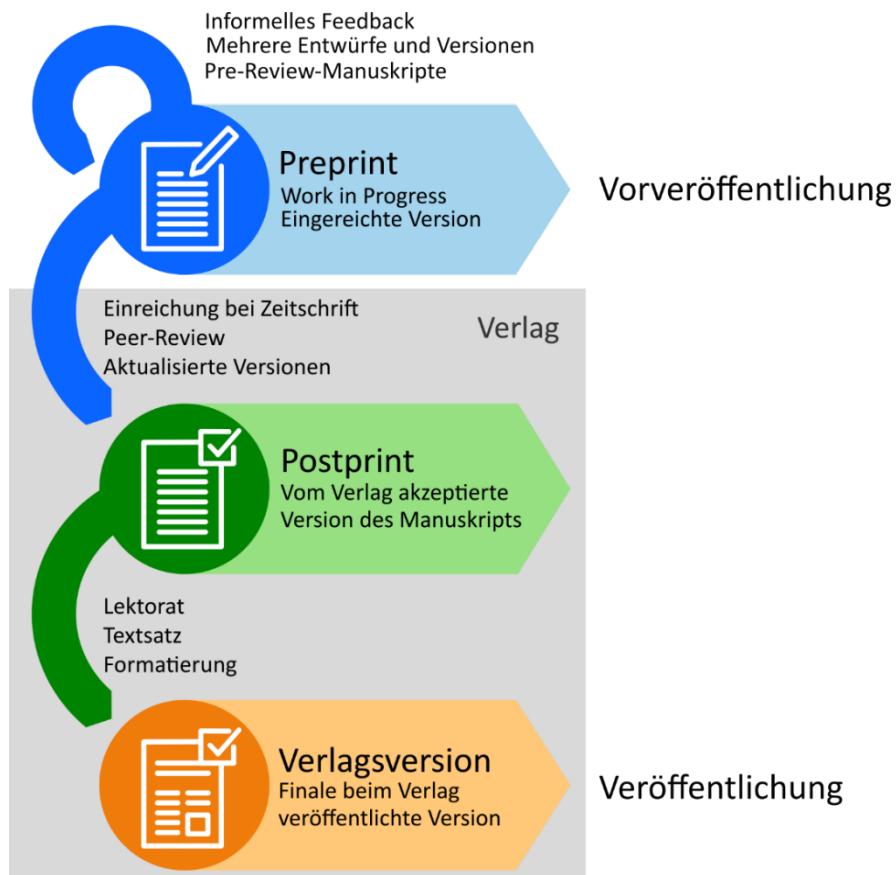 Informelles Feedback
Mehrere Entwürfe und Versionen
Pre-Review-Manuskripte
Preprint
Work in Progress
Eingereichte Version
Vorveröffentlichung
Einreichung bei Zeitschrift
Peer-Review
Aktualisierte Versionen
Verlag
Postprint
Vom Verlag akzeptierte
Version des Manuskripts
Lektorat
Textsatz
Formatierung
Verlagsversion
Finale beim Verlag
veröffentlichte Version
Veröffentlichung